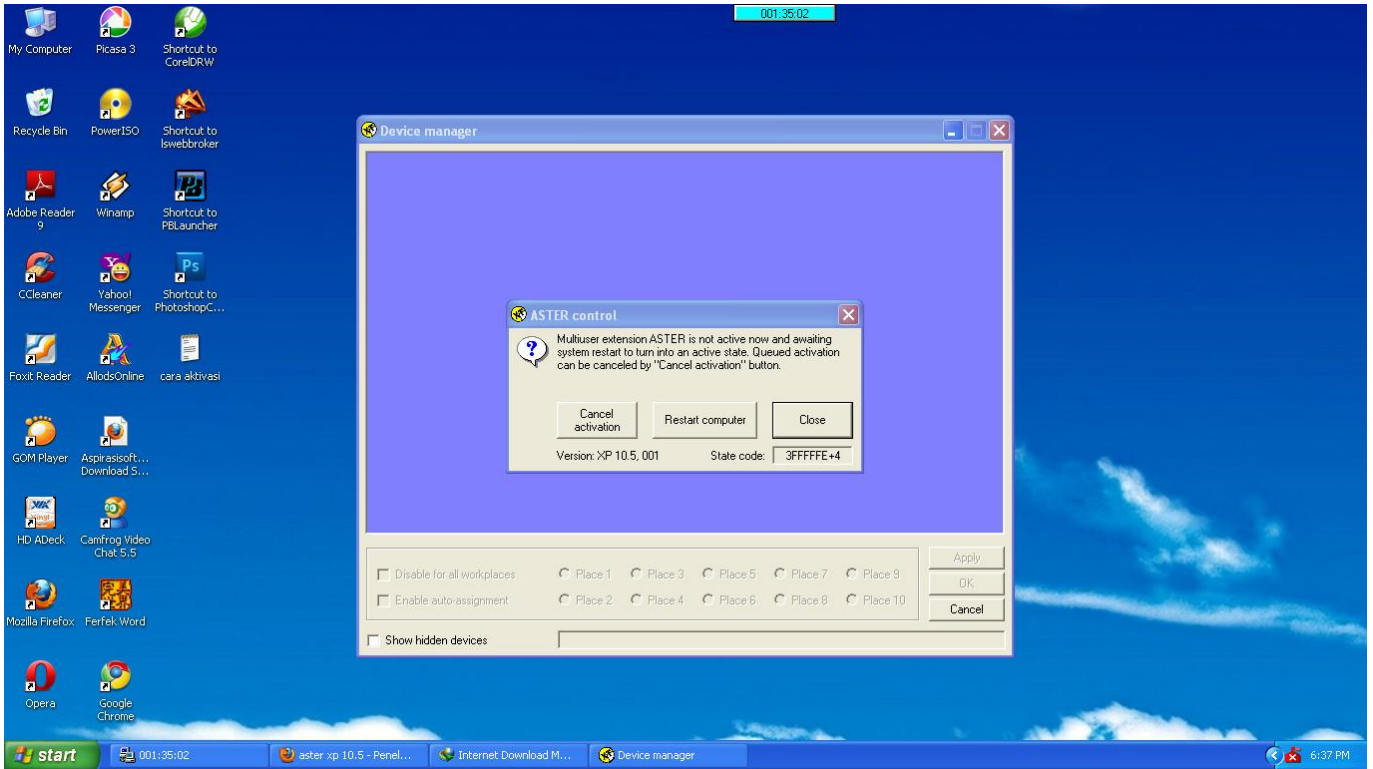 001:35:02
My Computer
Picasa 3
Shortcut to
CorelDRW
Recycle Bin
PowerISO
Shortcut to
lswebbroker
Adobe Reader
9
Winamp
Shortcut to
PBLauncher
CCleaner
Yahoo!
Messenger
Shortcut to
PhotoshopC...
Foxit Reader
AllodsOnline
cara aktivasi
GOM Player
Aspirasisoft...
Download S...
HD ADeck
Camfrog Video
Chat 5.5
Mozilla Firefox
Ferfek Word
Opera
Google
Chrome
Device manager
ASTER control
Multiuser extension ASTER is not active now and awaiting
system restart to turn into an active state. Queued activation
can be canceled by "Cancel activation" button.
Cancel
activation
Restart computer
Close
Version: XP 10.5, 001
State code:
3FFFFFE+4
Disable for all workplaces
Place 1
Place 3
Place 5
Place 7
Place 9
Enable auto-assignment
Place 2
Place 4
Place 6
Place 8
Place 10
Apply
OK
Cancel
Show hidden devices
start
001:35:02
aster xp 10.5 - Penel...
Internet Download M...
Device manager
6:37 PM